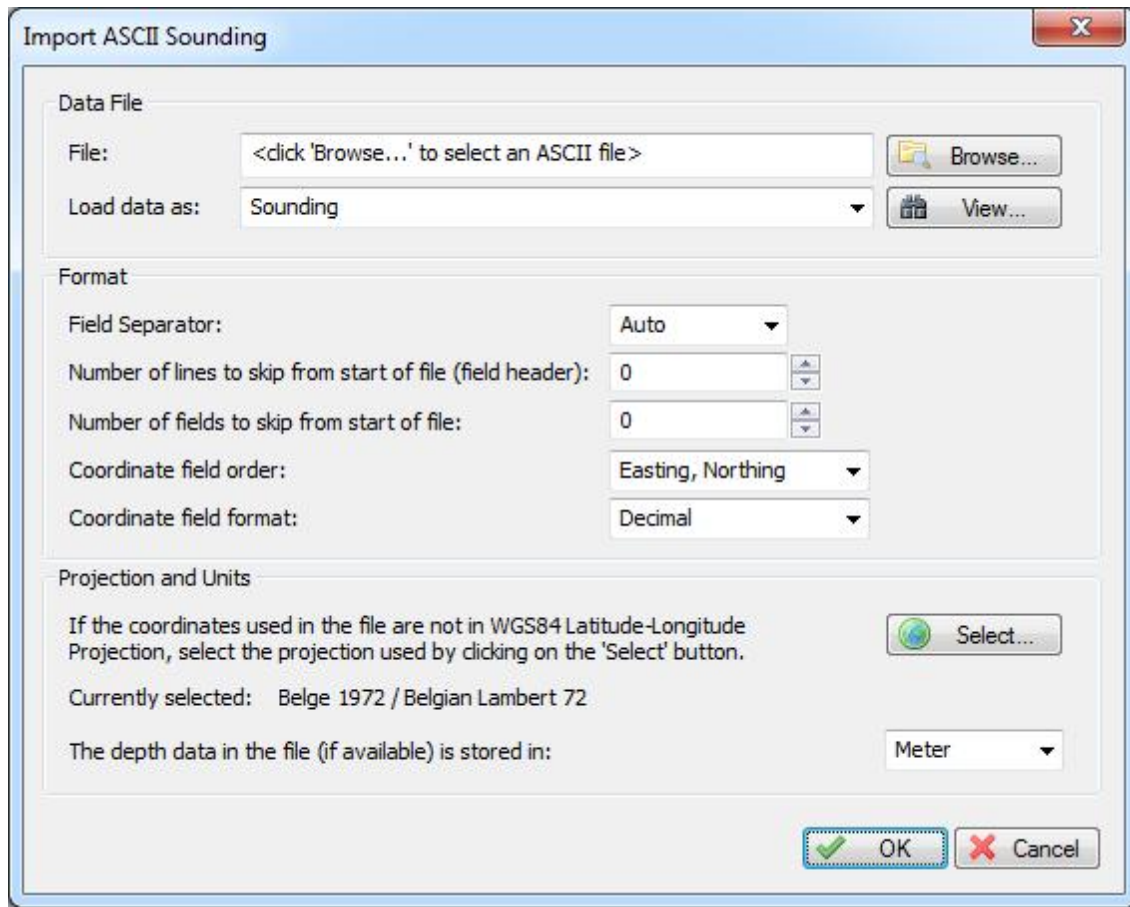 Import ASCII Sounding
Data File
File: <click 'Browse...' to select an ASCII file> Browse...
Load data as: Sounding View...
Format
Field Separator: Auto
Number of lines to skip from start of file (field header): 0
Number of fields to skip from start of file: 0
Coordinate field order: Easting, Northing
Coordinate field format: Decimal
Projection and Units
If the coordinates used in the file are not in WGS84 Latitude-Longitude
Projection, select the projection used by clicking on the 'Select' button. Select...
Currently selected: Belge 1972 / Belgian Lambert 72
The depth data in the file (if available) is stored in: Meter
OK Cancel